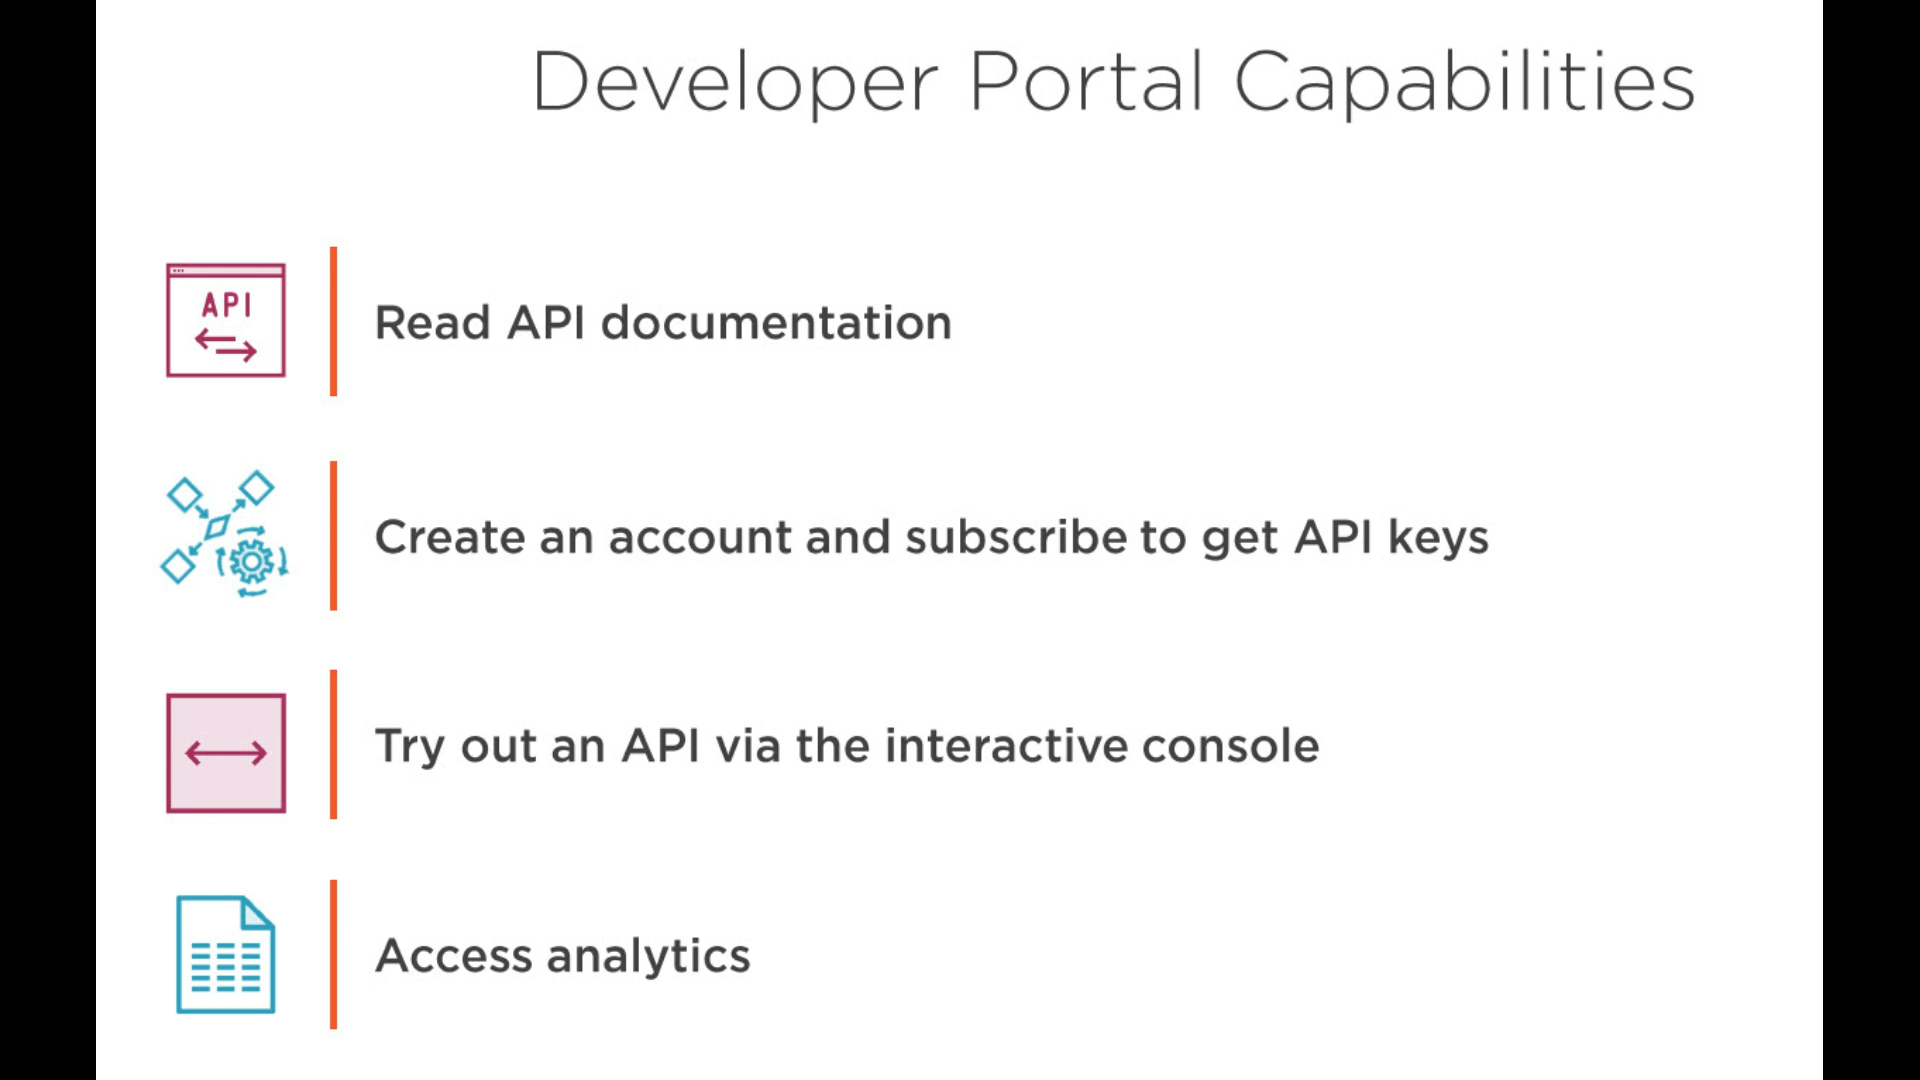 Developer Portal Capabilities
API
Read API documentation
Create an account and subscribe to get API keys
Try out an API via the interactive console
Access analytics